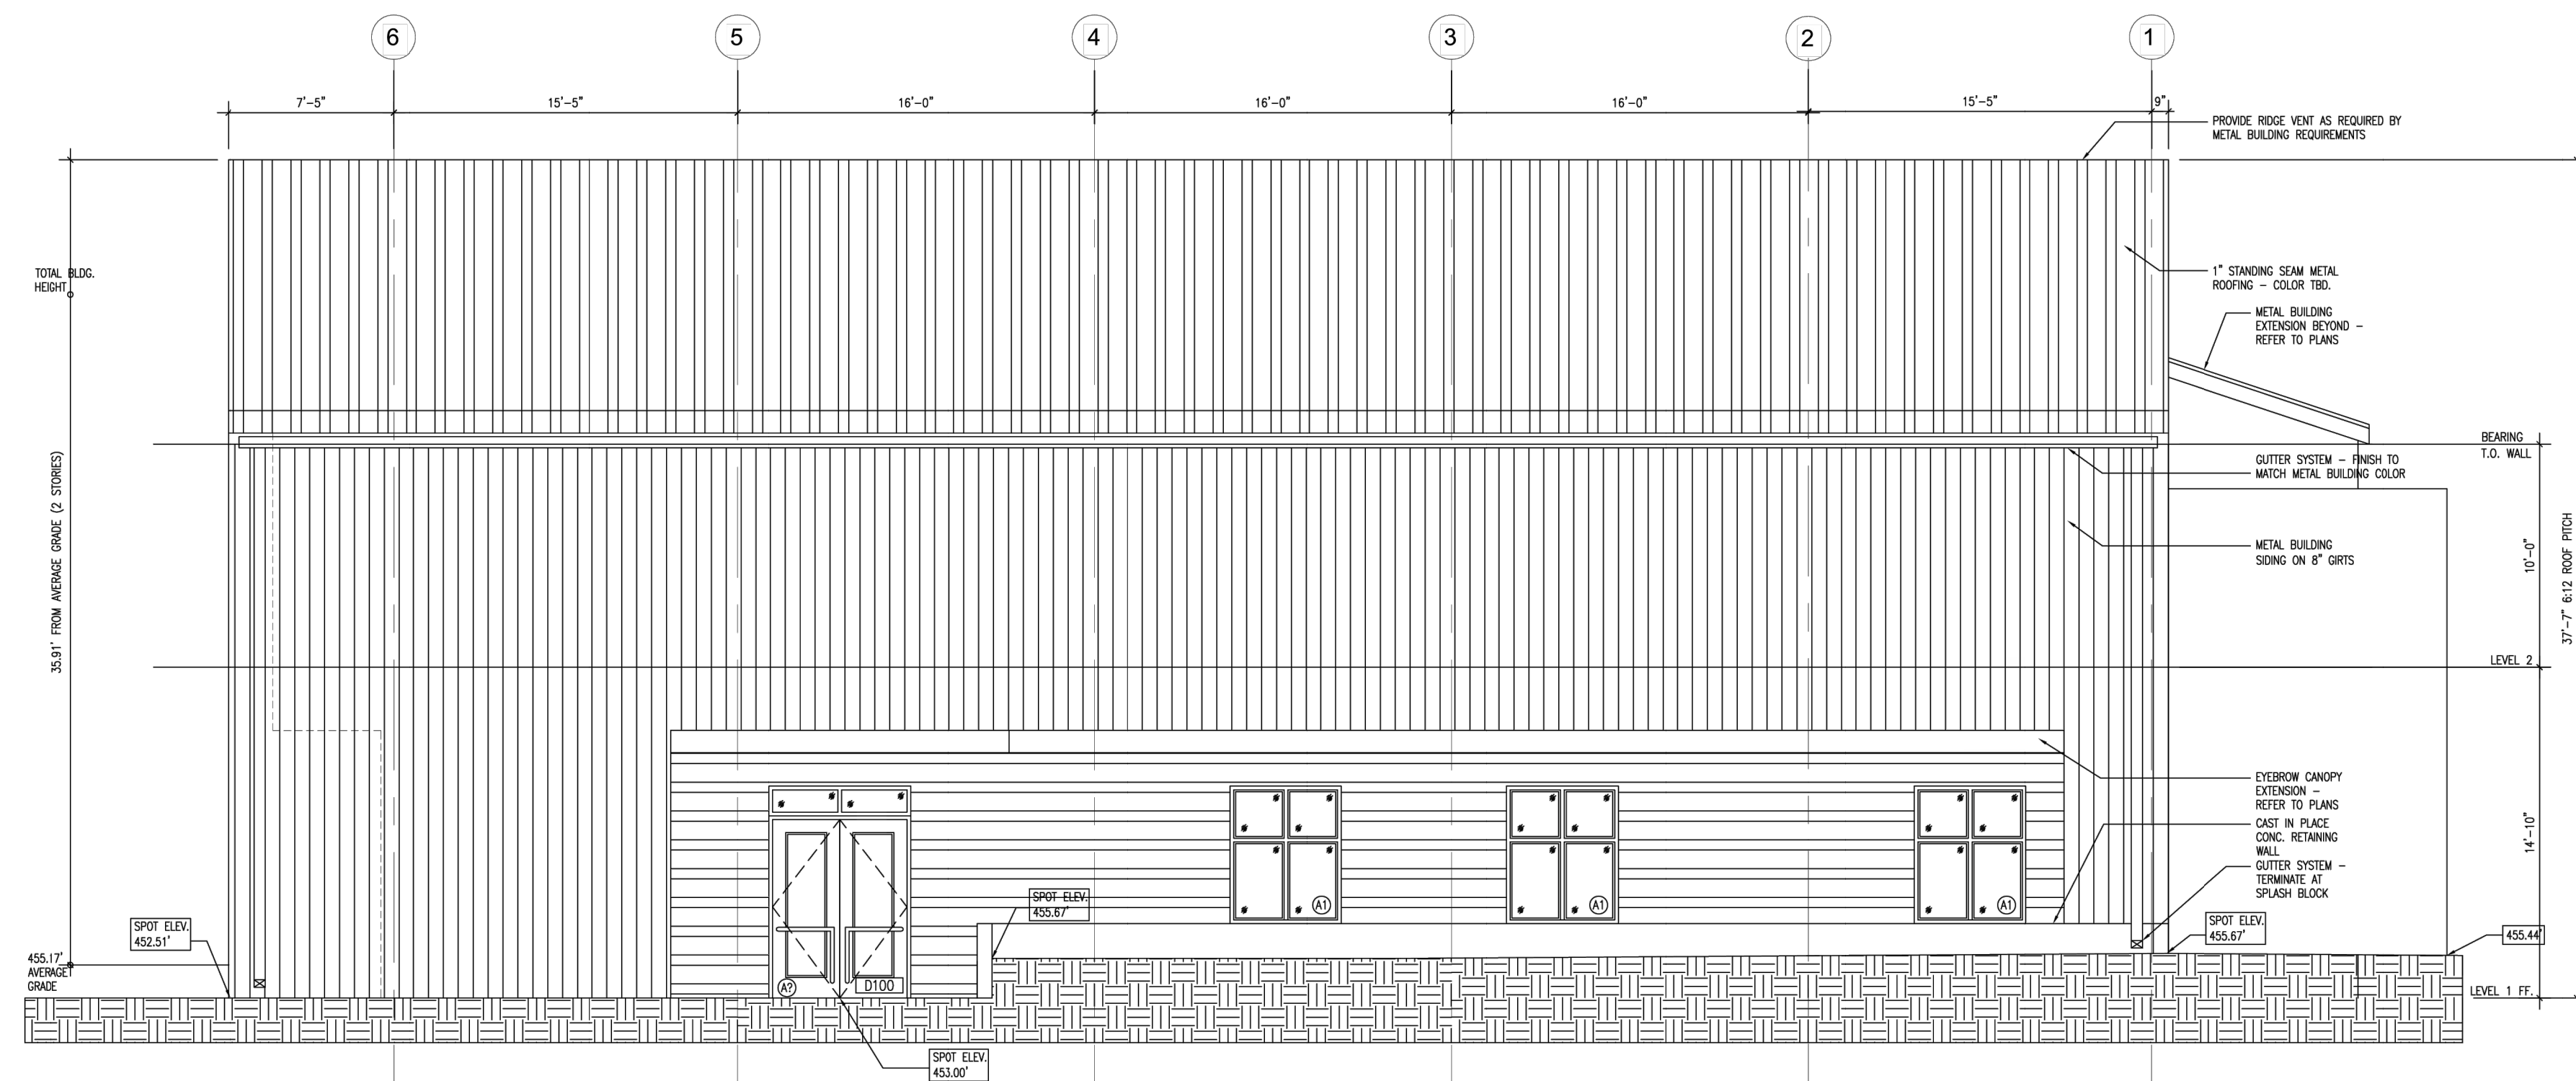 6 5 4 3 2 1
7'-5" 15'-5" 16'-0" 16'-0" 16'-0" 15'-5" 9"
PROVIDE RIDGE VENT AS REQUIRED BY
METAL BUILDING REQUIREMENTS
TOTAL BLDG.
HEIGHT
1" STANDING SEAM METAL
ROOFING – COLOR TBD.
METAL BUILDING
EXTENSION BEYOND –
REFER TO PLANS
BEARING
T.O. WALL
GUTTER SYSTEM – FINISH TO
MATCH METAL BUILDING COLOR
35.91' FROM AVERAGE GRADE (2 STORIES)
METAL BUILDING
SIDING ON 8" GIRTS
10'-0"
37'-7" 6:12 ROOF PITCH
LEVEL 2
EYEBROW CANOPY
EXTENSION –
REFER TO PLANS
CAST IN PLACE
CONC. RETAINING
WALL
GUTTER SYSTEM –
TERMINATE AT
SPLASH BLOCK
14'-10"
SPOT ELEV.
455.67'
A1 A1 A1
SPOT ELEV.
452.51'
SPOT ELEV.
455.67'
455.44'
455.17'
AVERAGE
GRADE
A? D100
LEVEL 1 FF.
SPOT ELEV.
453.00'